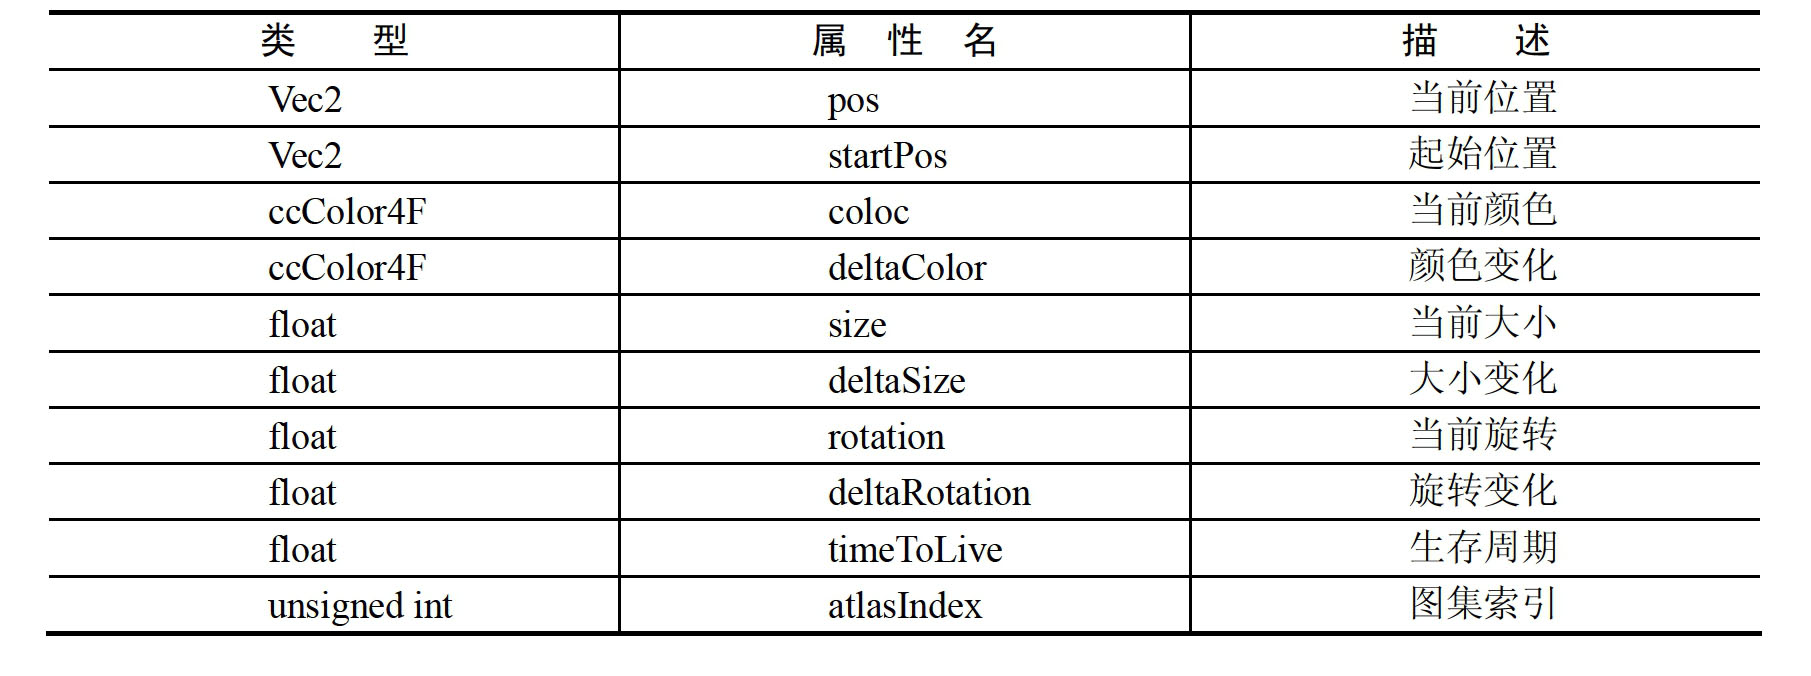 类 型 属 性 名 描 述
Vec2 pos 当前位置
Vec2 startPos 起始位置
ccColor4F coloc 当前颜色
ccColor4F deltaColor 颜色变化
float size 当前大小
float deltaSize 大小变化
float rotation 当前旋转
float deltaRotation 旋转变化
float timeToLive 生存周期
unsigned int atlasIndex 图集索引